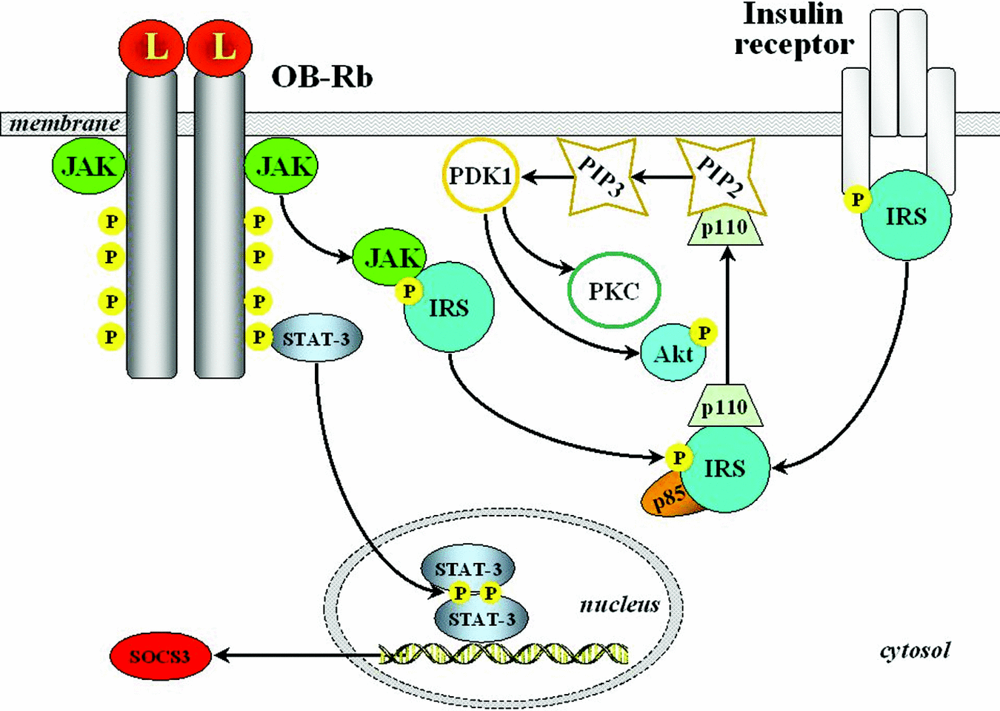 L L
OB-Rb
Insulin
receptor
membrane
JAK
JAK
PDK1
PIP3
PIP2
p110
P
IRS
P
P
P
P
P
P
P
P
STAT-3
JAK
P
IRS
PKC
Akt
P
p110
P
IRS
p85
STAT-3
P=P
STAT-3
nucleus
SOCS3
cytosol